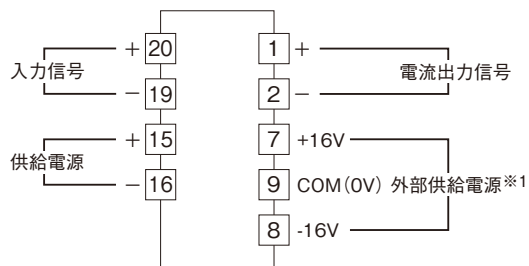 + 20 1 +
入力信号 電流出力信号
− 19 2 −
+ 15 7 +16V
供給電源
− 16 9 COM(0V) 外部供給電源※1
8 -16V